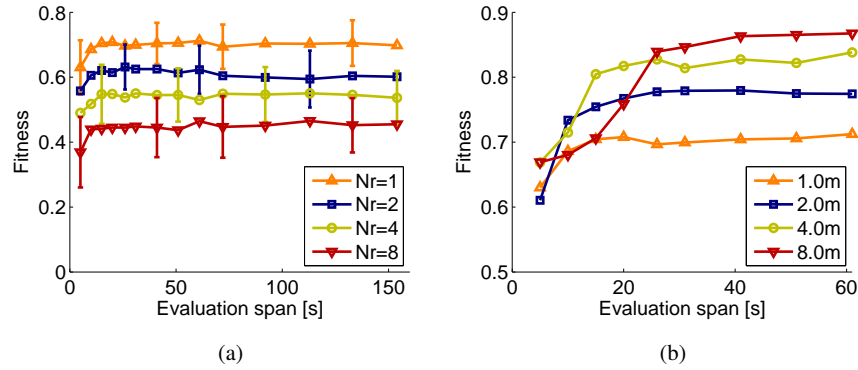 0.8
0.6
0.4
0.2
0
Fitness
0 50 100 150
Evaluation span [s]
Nr=1
Nr=2
Nr=4
Nr=8
(a)
0.9
0.8
0.7
0.6
0.5
Fitness
0 20 40 60
Evaluation span [s]
1.0m
2.0m
4.0m
8.0m
(b)